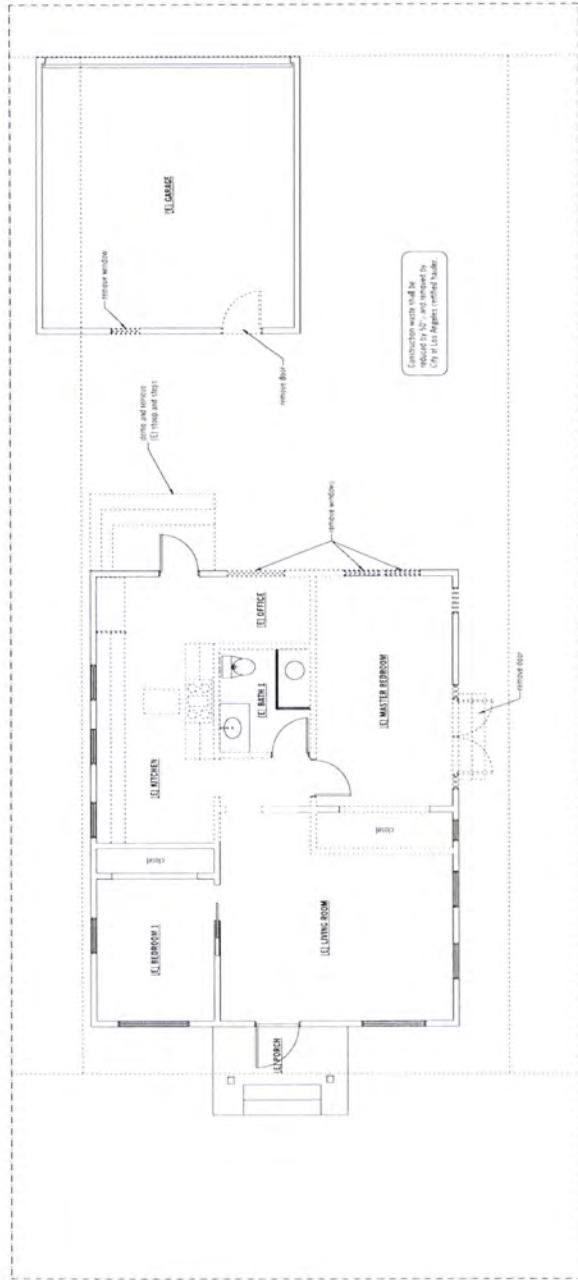 [E] GARAGE
remove window
remove door
Construction waste shall be
reduced by 50% and removed by
City of Los Angeles certified hauler.
demo and remove
[E] stoop and steps
remove windows
[E] OFFICE
[E] BATH 1
[E] MASTER BEDROOM
remove door
[E] KITCHEN
closet
closet
[E] BEDROOM 1
[E] LIVING ROOM
[E] PORCH